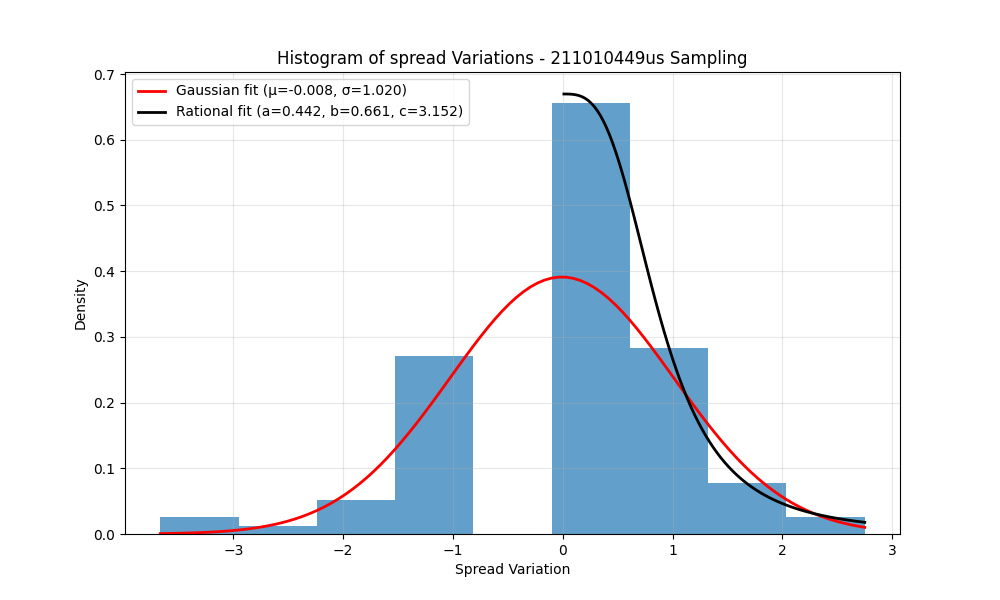 Histogram of spread Variations - 211010449us Sampling
Gaussian fit (μ=-0.008, σ=1.020)
Rational fit (a=0.442, b=0.661, c=3.152)
Density
0.7
0.6
0.5
0.4
0.3
0.2
0.1
0.0
−3 −2 −1 0 1 2 3
Spread Variation